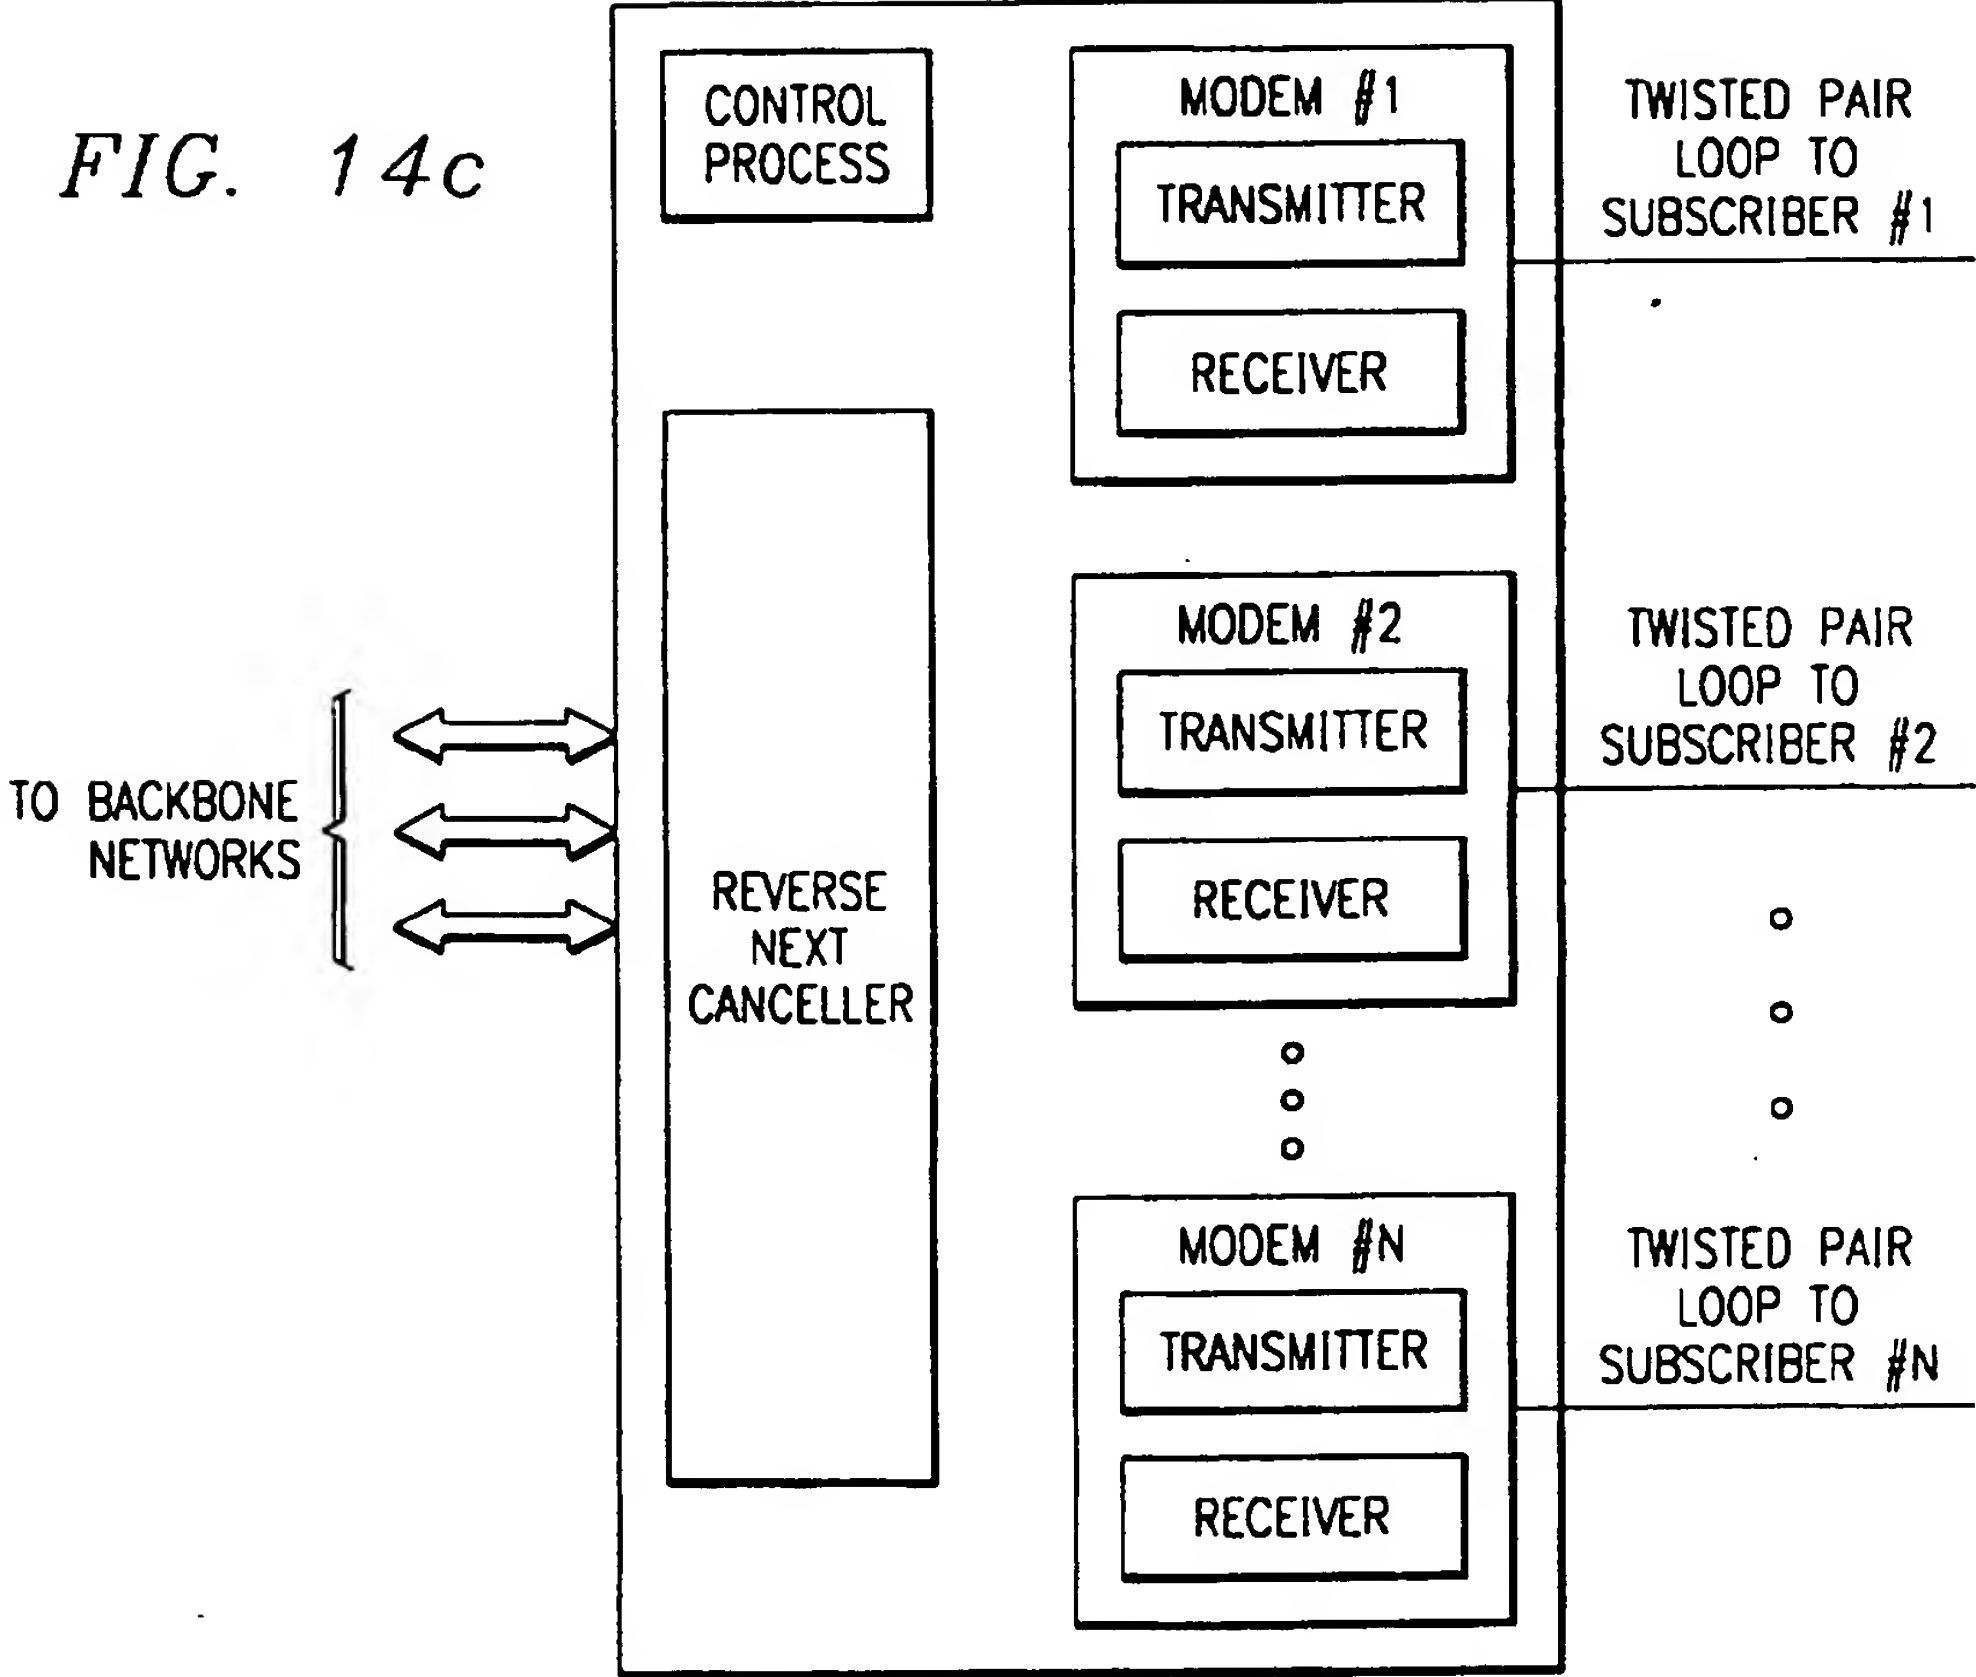 FIG. 14c
CONTROL
PROCESS
MODEM #1
TRANSMITTER
RECEIVER
TWISTED PAIR
LOOP TO
SUBSCRIBER #1
TO BACKBONE
NETWORKS
REVERSE
NEXT
CANCELLER
MODEM #2
TRANSMITTER
RECEIVER
TWISTED PAIR
LOOP TO
SUBSCRIBER #2
MODEM #N
TRANSMITTER
RECEIVER
TWISTED PAIR
LOOP TO
SUBSCRIBER #N